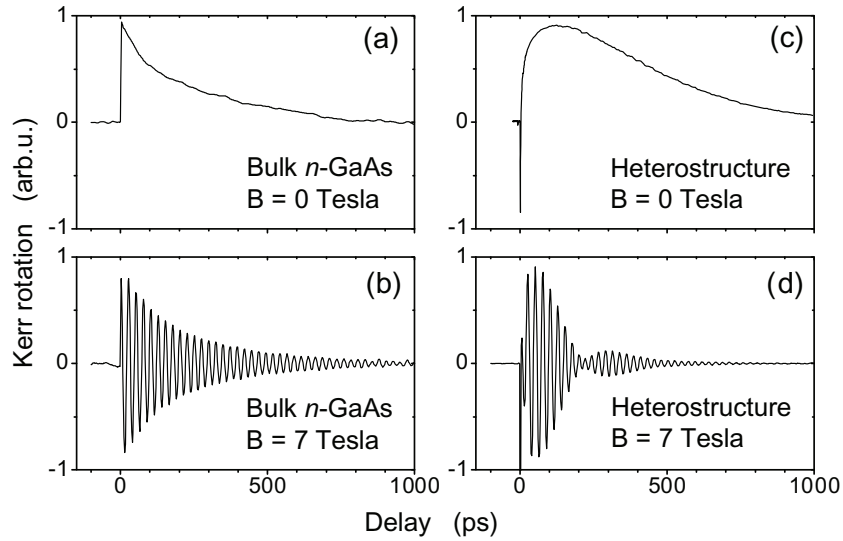 Kerr rotation (arb.u.)
1
0
-1
(a)
Bulk n-GaAs
B = 0 Tesla
1
0
-1
(c)
Heterostructure
B = 0 Tesla
1
0
-1
0
500
1000
(b)
Bulk n-GaAs
B = 7 Tesla
1
0
-1
0
500
1000
(d)
Heterostructure
B = 7 Tesla
Delay (ps)